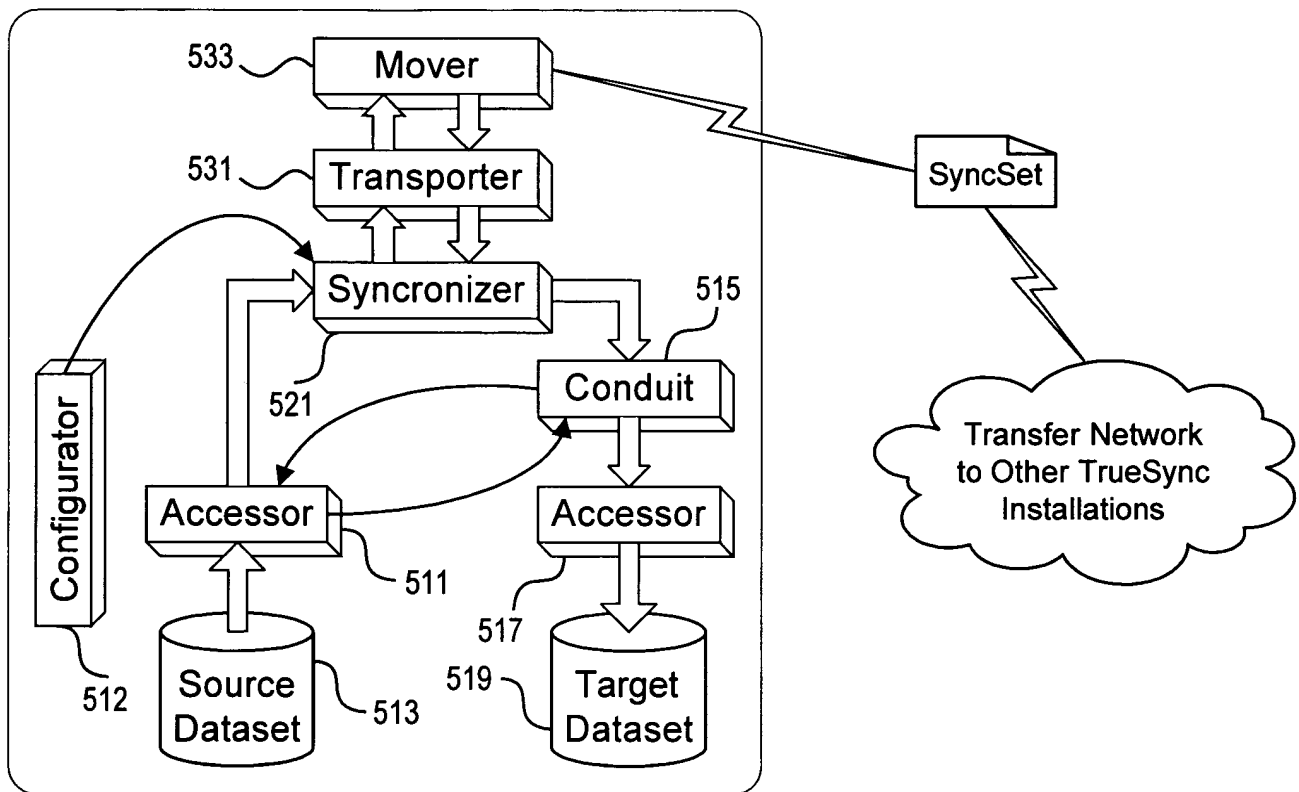 533
Mover
531
Transporter
SyncSet
Syncronizer
515
521
Conduit
Configurator
Transfer Network
to Other TrueSync
Installations
Accessor
Accessor
511
517
512
Source
Dataset
513
519
Target
Dataset